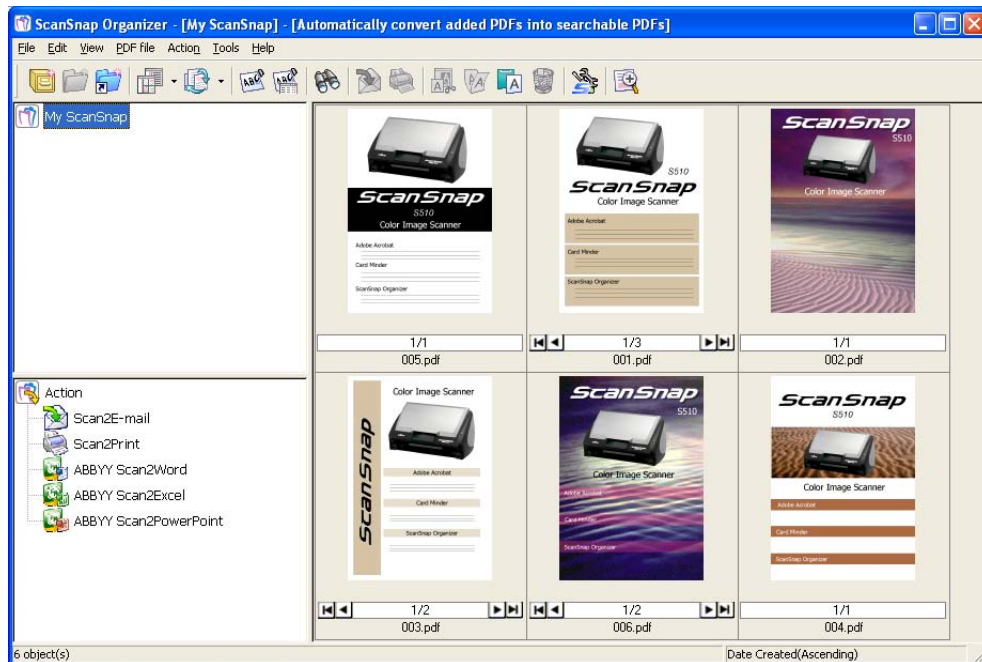 ScanSnap Organizer - [My ScanSnap] - [Automatically convert added PDFs into searchable PDFs]
File Edit View PDF file Action Tools Help
My ScanSnap
ScanSnap
S510
Color Image Scanner
Adobe Acrobat
Card Minder
ScanSnap Organizer
1/1
005.pdf
S510
ScanSnap
Color Image Scanner
Adobe Acrobat
Card Minder
ScanSnap Organizer
1/3
001.pdf
ScanSnap
S510
Color Image Scanner
1/1
002.pdf
Action
Scan2E-mail
Scan2Print
ABBYY Scan2Word
ABBYY Scan2Excel
ABBYY Scan2PowerPoint
ScanSnap
Color Image Scanner
Adobe Acrobat
Card Minder
ScanSnap Organizer
1/2
003.pdf
ScanSnap
S510
Color Image Scanner
Adobe Acrobat
Card Minder
ScanSnap Organizer
1/2
006.pdf
ScanSnap
S510
Color Image Scanner
Adobe Acrobat
Card Minder
ScanSnap Organizer
1/1
004.pdf
6 object(s)
Date Created(Ascending)